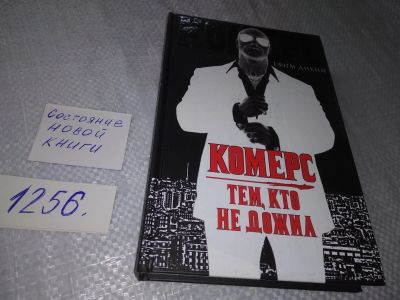 Состояние
новой
книги
1256.
КОМЕРС
ТЕМ, КТО
НЕ ДОЖИЛ